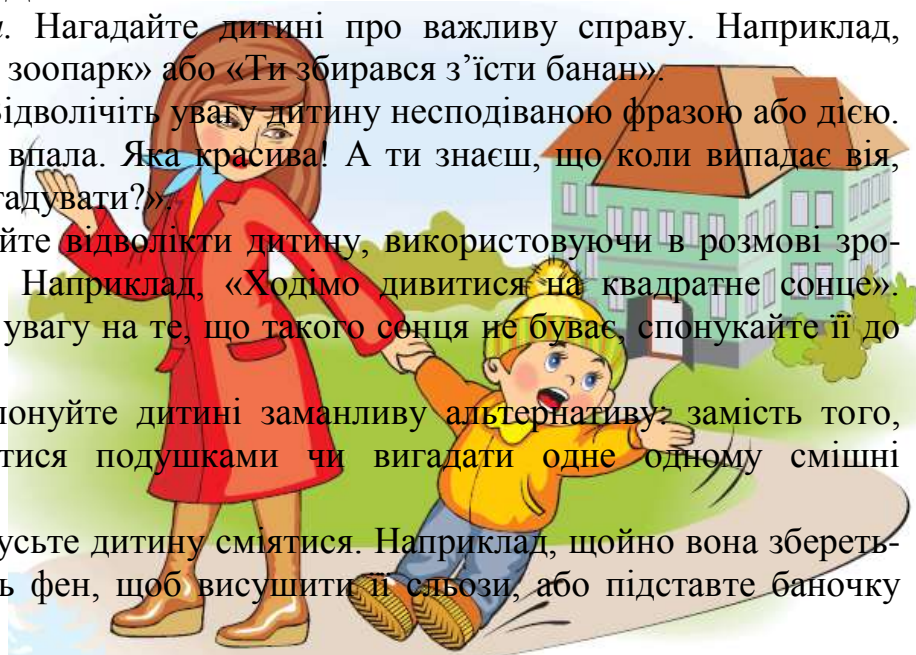 . Нагадайте дитині про важливу справу. Наприклад,
зоопарк» або «Ти збирався з’їсти банан».
ідволічіть увагу дитину несподіваною фразою або дією.
впала. Яка красива! А ти знаєш, що коли випадає вія,
гадувати?».
йте відволікти дитину, використовуючи в розмові зро-
Наприклад, «Ходімо дивитися на квадратне сонце».
увагу на те, що такого сонця не буває, спонукайте її до
понуйте дитині заманливу альтернативу: замість того,
тися подушками чи вигадати одне одному смішні
усьте дитину сміятися. Наприклад, щойно вона збереть-
ь фен, щоб висушити її сльози, або підставте баночку